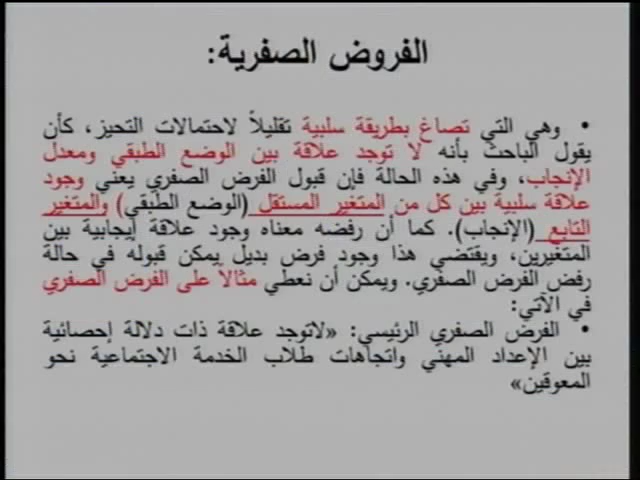 الفروض الصفرية:
• وهي التي تصاغ بطريقة سلبية تقليلاً لاحتمالات التحيز، كأن
يقول الباحث بأنه لا توجد علاقة بين الوضع الطبقي ومعدل
الإنجاب، وفي هذه الحالة فإن قبول الفرض الصفري يعني وجود
علاقة سلبية بين كل من المتغير المستقل (الوضع الطبقي) والمتغير
التابع (الإنجاب). كما أن رفضه معناه وجود علاقة إيجابية بين
المتغيرين، ويقتضي هذا وجود فرض بديل يمكن قبوله في حالة
رفض الفرض الصفري. ويمكن أن نعطي مثالاً على الفرض الصفري
في الآتي:
• الفرض الصفري الرئيسي: «لاتوجد علاقة ذات دلالة إحصائية
بين الإعداد المهني واتجاهات طلاب الخدمة الاجتماعية نحو
المعوقين»